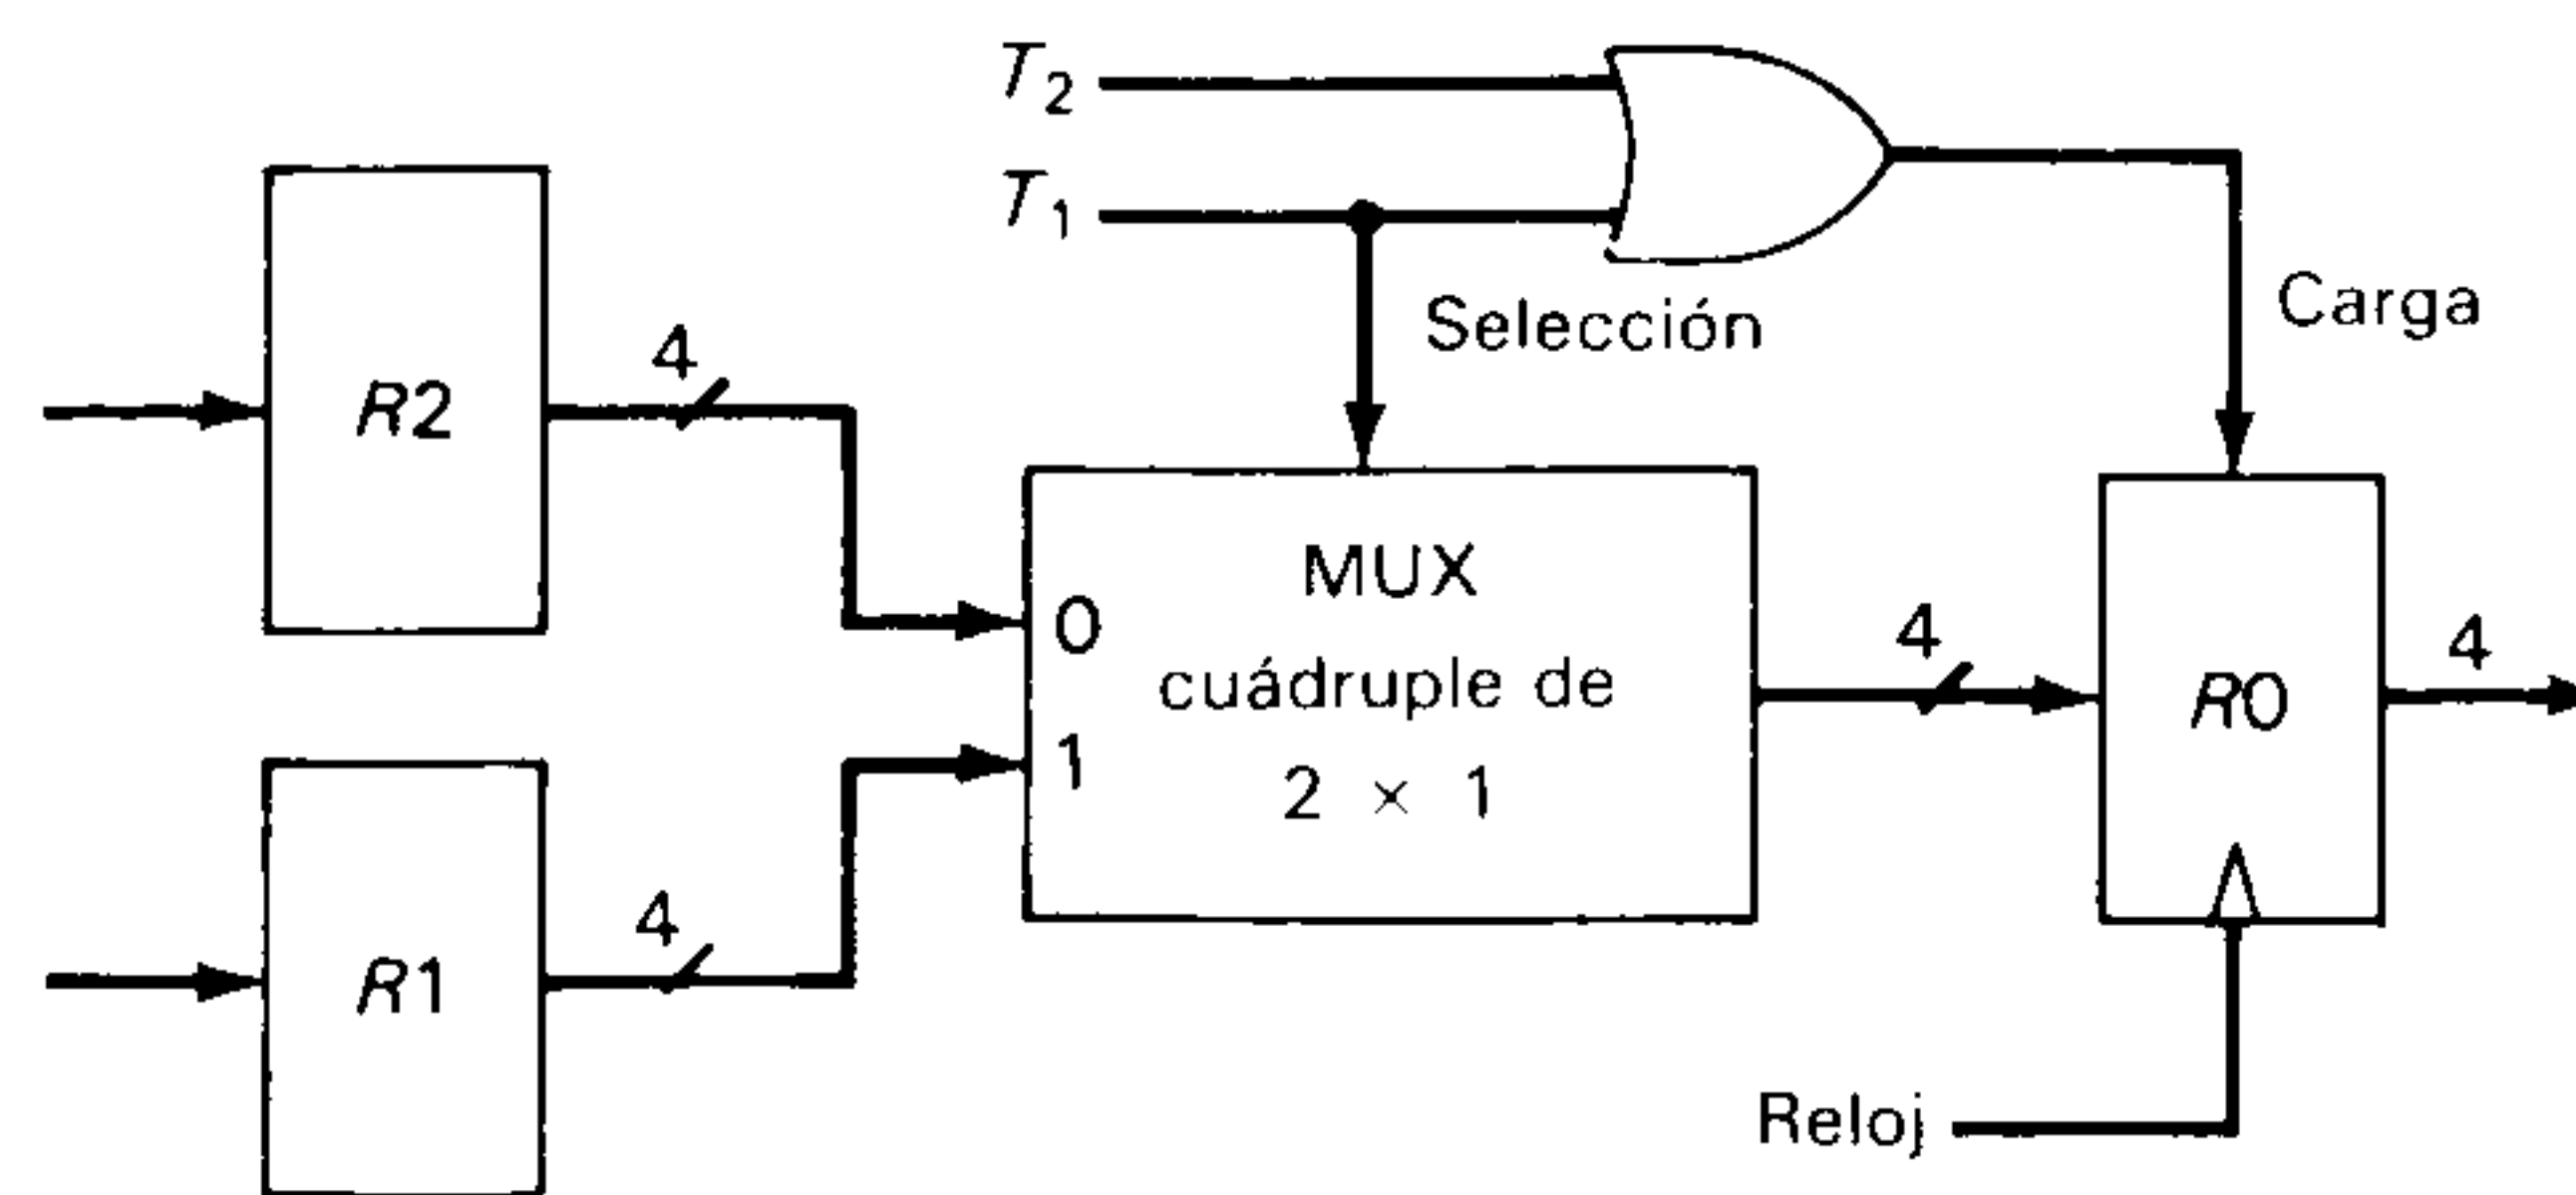 T2
T1
Selección
Carga
4
R2
MUX
cuádruple de
2 × 1
0
1
4
R0
4
4
R1
Reloj